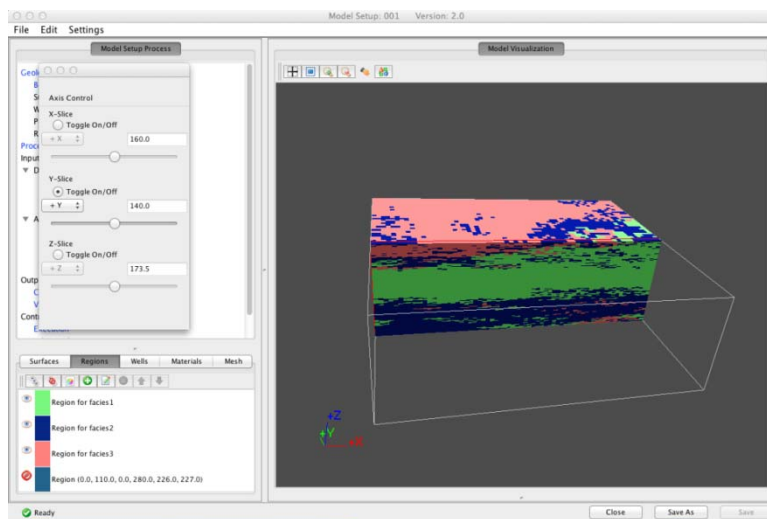 Model Setup: 001 Version: 2.0
File Edit Settings
Model Setup Process
Model Visualization
Axis Control
X-Slice
Toggle On/Off
+ X
160.0
Y-Slice
Toggle On/Off
+ Y
140.0
Z-Slice
Toggle On/Off
+ Z
173.5
Surfaces Regions Wells Materials Mesh
Region for facies1
Region for facies2
Region for facies3
Region (0.0, 110.0, 0.0, 280.0, 226.0, 227.0)
+Z
+Y
+X
Ready
Close Save As Save